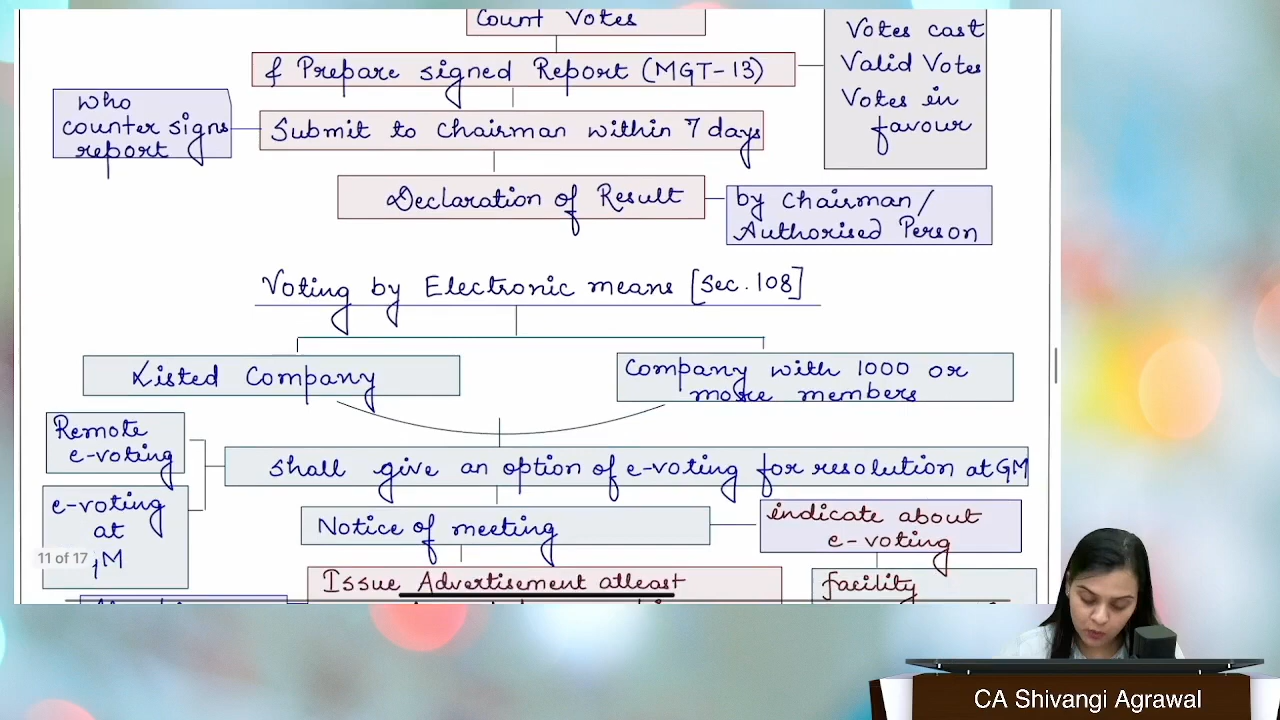 Count Votes
& Prepare signed Report (MGT-13)
Votes cast
Valid Votes
Votes in
favour
who
counter signs
report
Submit to Chairman within 7 days
Declaration of Result
by Chairman /
Authorised Person
Voting by Electronic means [Sec. 108]
Listed Company
Company with 1000 or
more members
Remote
e-voting
shall give an option of e-voting for resolution at GM
e-voting
at
Notice of meeting
indicate about
e-voting
11 of 17
Issue Advertisement atleast
facility
CA Shivangi Agrawal